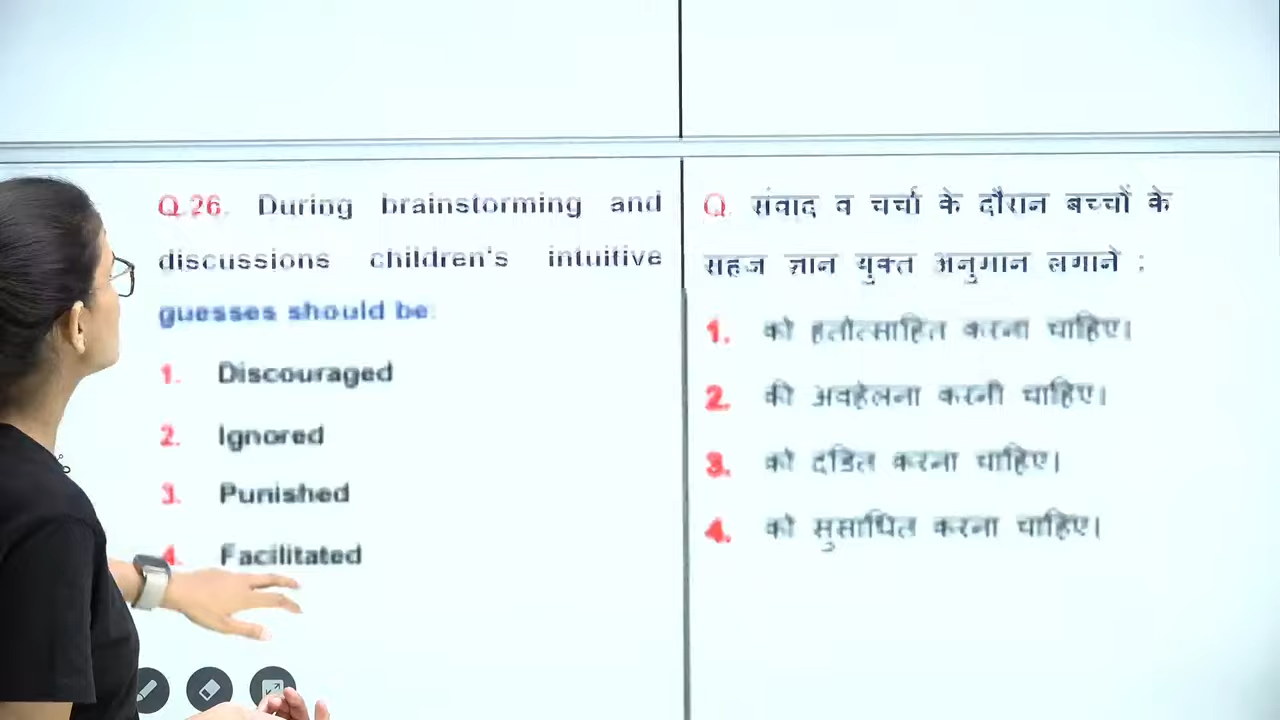 Q.26. During brainstorming and
discussions children's intuitive
guesses should be:
1. Discouraged
2. Ignored
3. Punished
4. Facilitated
Q. संवाद व चर्चा के दौरान बच्चों के
सहज ज्ञान युक्त अनुमान लगाने :
1. को हतोत्साहित करना चाहिए।
2. की अवहेलना करनी चाहिए।
3. को दंडित करना चाहिए।
4. को सुसाधित करना चाहिए।